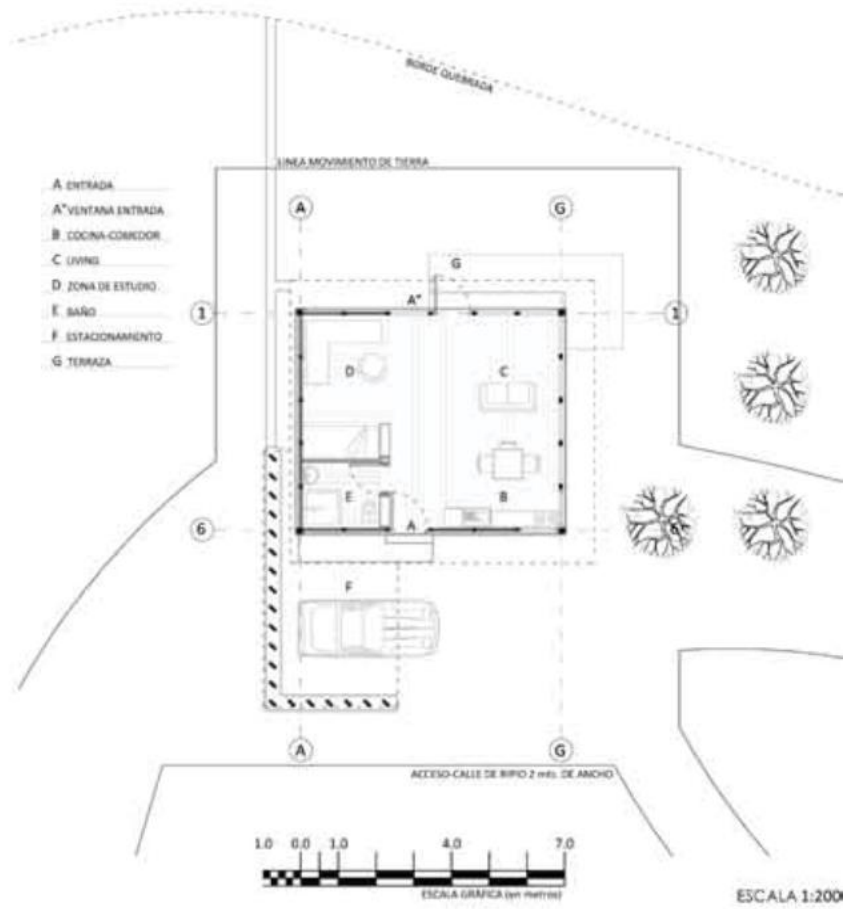 BORDE QUEBRADA
LINEA MOVIMIENTO DE TIERRA
A ENTRADA
A" VENTANA ENTRADA
B COCINA-COMEDOR
C LIVING
D ZONA DE ESTUDIO
E BAÑO
F ESTACIONAMIENTO
G TERRAZA
A
G
G
A"
1
1
D
C
E
B
A
6
6
F
A
G
ACCESO-CALLE DE RIPIO 2 mts. DE ANCHO
1.0 0.0 1.0 4.0 7.0
ESCALA GRÁFICA (en metros)
ESCALA 1:200